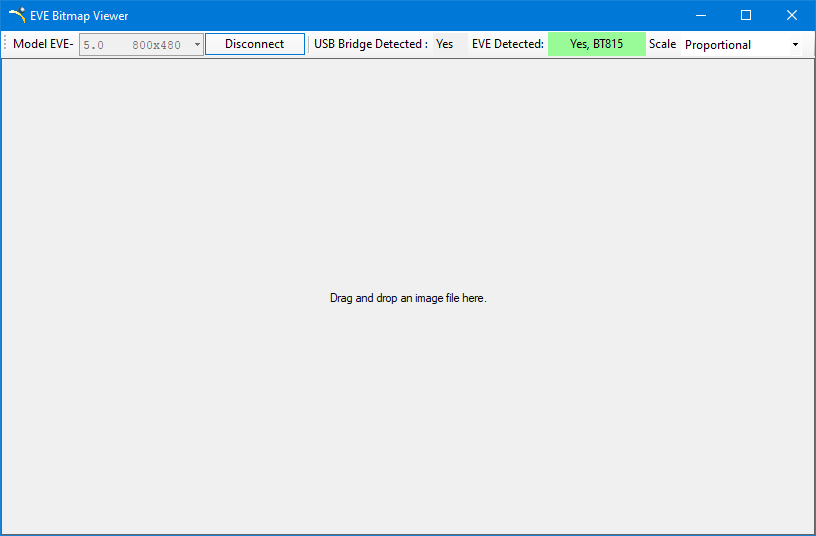 EVE Bitmap Viewer
Model EVE- 5.0 800x480 Disconnect USB Bridge Detected : Yes EVE Detected: Yes, BT815 Scale Proportional
Drag and drop an image file here.